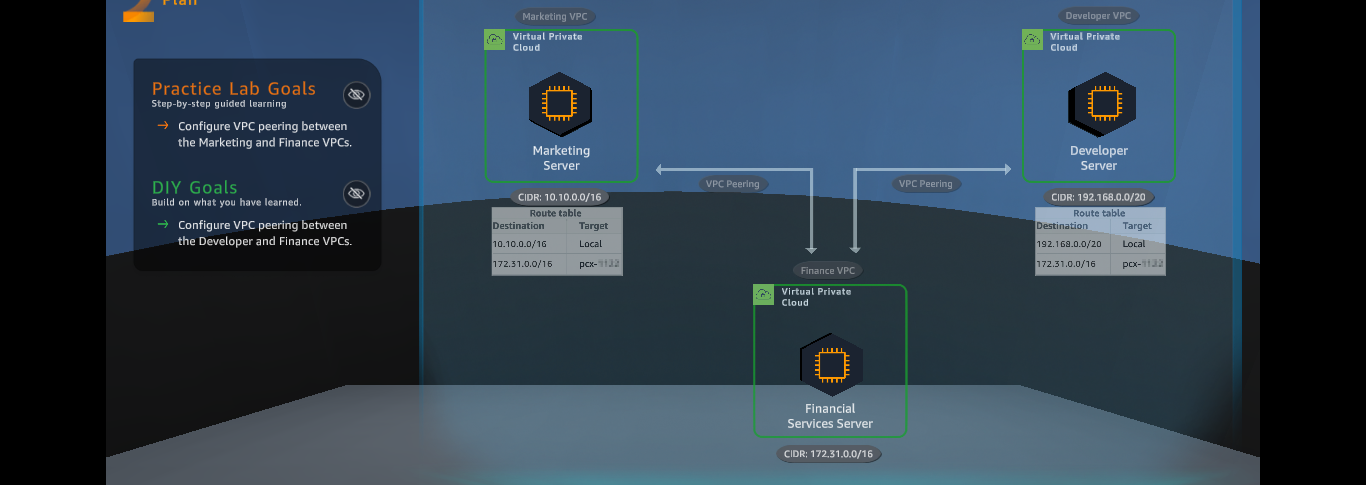 2
Plan
Practice Lab Goals
Step-by-step guided learning
→ Configure VPC peering between
the Marketing and Finance VPCs.
DIY Goals
Build on what you have learned.
→ Configure VPC peering between
the Developer and Finance VPCs.
Marketing VPC
Virtual Private
Cloud
Marketing
Server
CIDR: 10.10.0.0/16
Route table
Destination Target
10.10.0.0/16 Local
172.31.0.0/16 pcx-
VPC Peering
VPC Peering
Developer VPC
Virtual Private
Cloud
Developer
Server
CIDR: 192.168.0.0/20
Route table
Destination Target
192.168.0.0/20 Local
172.31.0.0/16 pcx-
Finance VPC
Virtual Private
Cloud
Financial
Services Server
CIDR: 172.31.0.0/16